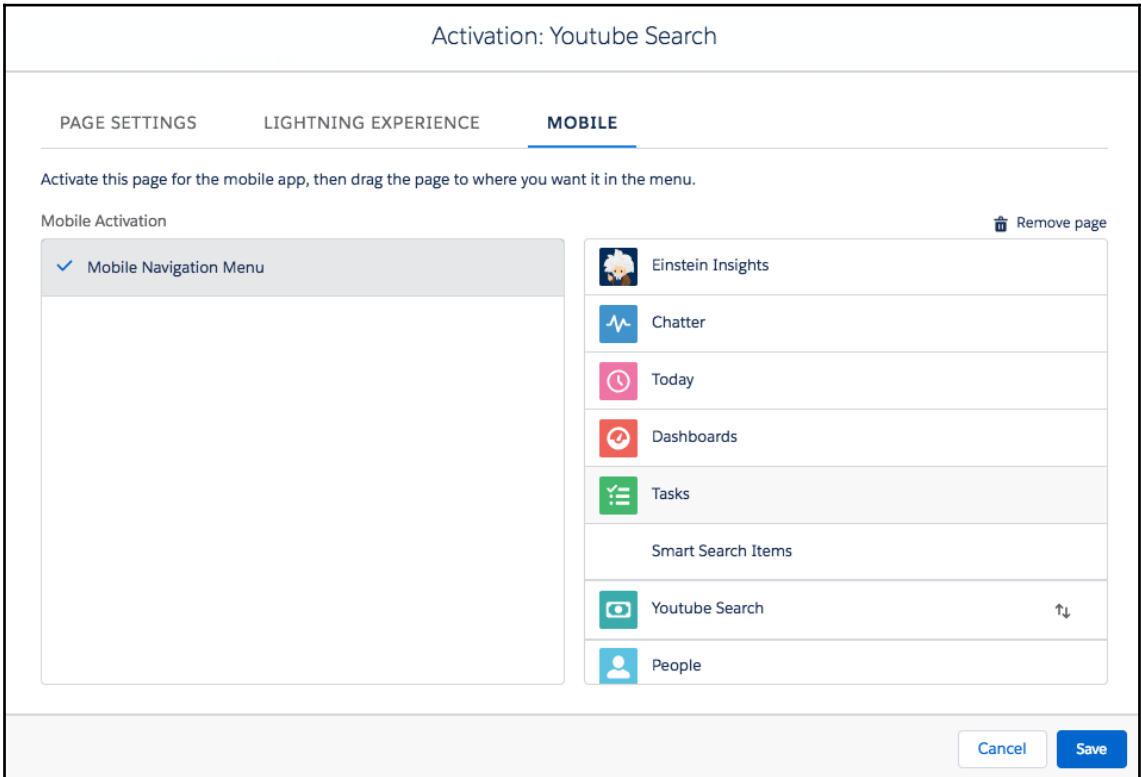 Activation: Youtube Search
PAGE SETTINGS
LIGHTNING EXPERIENCE
MOBILE
Activate this page for the mobile app, then drag the page to where you want it in the menu.
Mobile Activation
Remove page
Mobile Navigation Menu
Einstein Insights
Chatter
Today
Dashboards
Tasks
Smart Search Items
Youtube Search
People
Cancel
Save